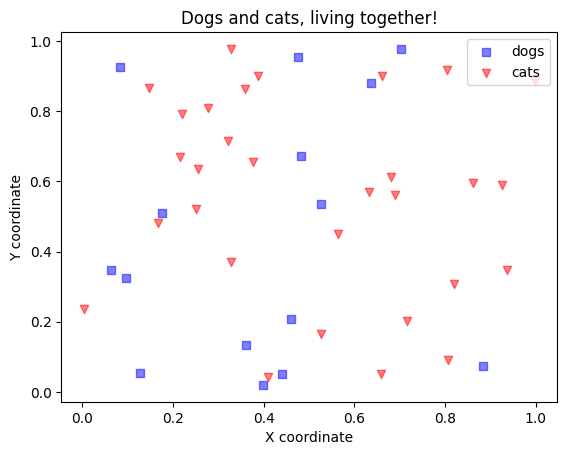 Dogs and cats, living together!
dogs
cats
1.0
0.8
0.6
0.4
0.2
0.0
Y coordinate
0.0 0.2 0.4 0.6 0.8 1.0
X coordinate